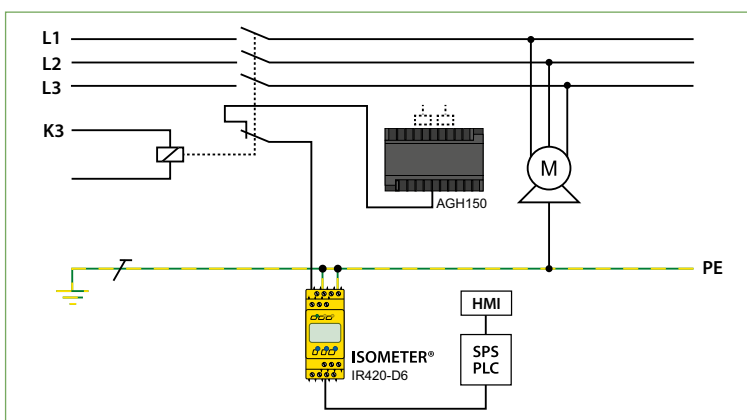 L1
L2
L3
K3
M
AGH150
PE
HMI
ISOMETER®
IR420-D6
SPS
PLC